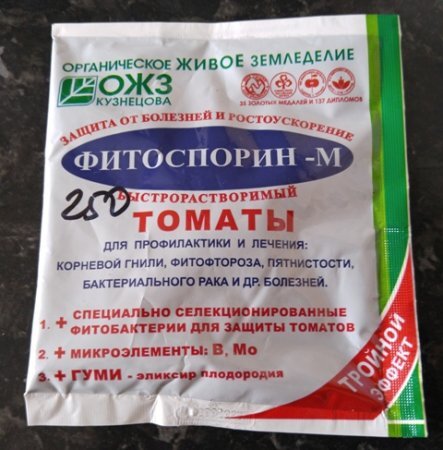 ОРГАНИЧЕСКОЕ ЖИВОЕ ЗЕМЛЕДЕЛИЕ
ОЖЗ
КУЗНЕЦОВА
35 ЗОЛОТЫХ МЕДАЛЕЙ И 137 ДИПЛОМОВ
ЗАЩИТА ОТ БОЛЕЗНЕЙ И РОСТОУСКОРЕНИЕ
ФИТОСПОРИН -М
250
БЫСТРОРАСТВОРИМЫЙ
ТОМАТЫ
ДЛЯ ПРОФИЛАКТИКИ И ЛЕЧЕНИЯ:
КОРНЕВОЙ ГНИЛИ, ФИТОФТОРОЗА, ПЯТНИСТОСТИ,
БАКТЕРИАЛЬНОГО РАКА И ДР. БОЛЕЗНЕЙ.
1. + СПЕЦИАЛЬНО СЕЛЕКЦИОНИРОВАННЫЕ
ФИТОБАКТЕРИИ ДЛЯ ЗАЩИТЫ ТОМАТОВ
2. + МИКРОЭЛЕМЕНТЫ: B, Mo
3. + ГУМИ - эликсир плодородия
ТРОЙНОЙ
ЭФФЕКТ